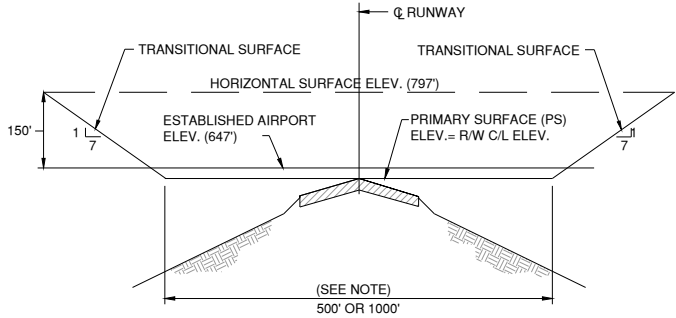 ℄ RUNWAY
TRANSITIONAL SURFACE
TRANSITIONAL SURFACE
HORIZONTAL SURFACE ELEV. (797')
ESTABLISHED AIRPORT
ELEV. (647')
PRIMARY SURFACE (PS)
ELEV.= R/W C/L ELEV.
150'
1
7
1
7
(SEE NOTE)
500' OR 1000'